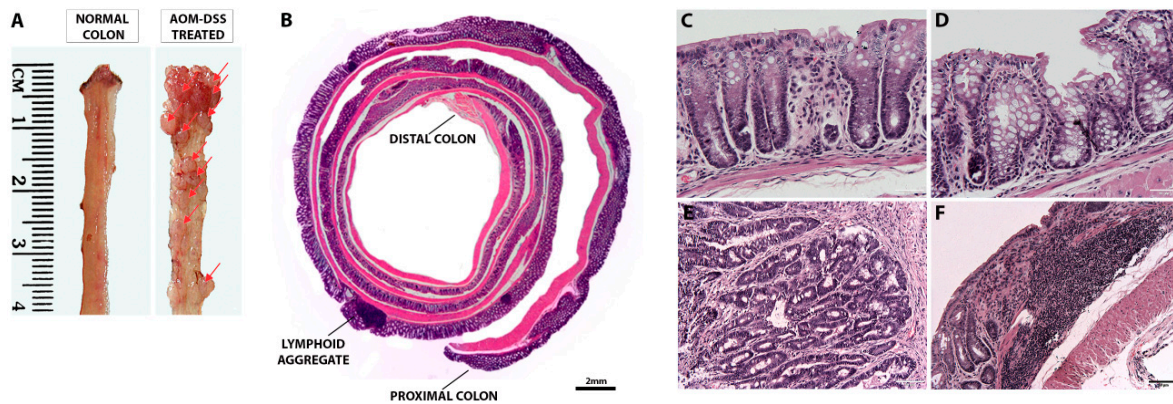 A
NORMAL
COLON
AOM-DSS
TREATED
CM
1
2
3
4
B
DISTAL COLON
LYMPHOID
AGGREGATE
PROXIMAL COLON
2mm
C
D
E
F